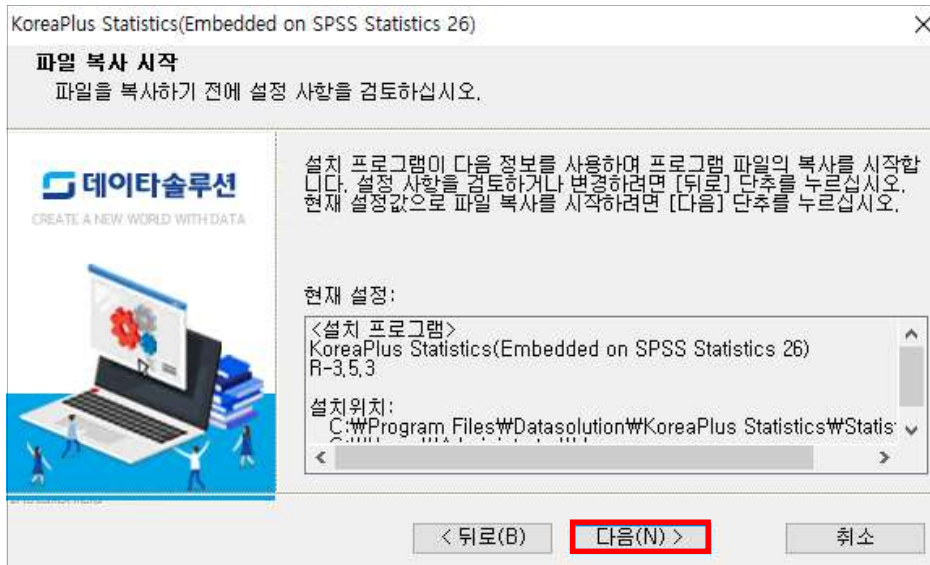 KoreaPlus Statistics(Embedded on SPSS Statistics 26)
파일 복사 시작
파일을 복사하기 전에 설정 사항을 검토하십시오.
데이타솔루션
CREATE A NEW WORLD WITH DATA
설치 프로그램이 다음 정보를 사용하여 프로그램 파일의 복사를 시작합
니다. 설정 사항을 검토하거나 변경하려면 [뒤로] 단추를 누르십시오.
현재 설정값으로 파일 복사를 시작하려면 [다음] 단추를 누르십시오.
현재 설정:
<설치 프로그램>
KoreaPlus Statistics(Embedded on SPSS Statistics 26)
R-3.5.3
설치위치:
C:₩Program Files₩Datasolution₩KoreaPlus Statistics₩Statis
< 뒤로(B)
다음(N) >
취소